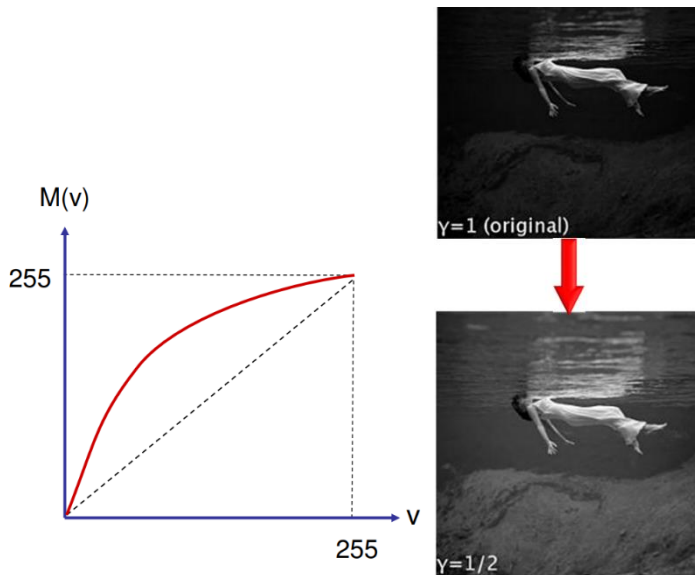 M(v)
255
v
255
γ=1 (original)
γ=1/2